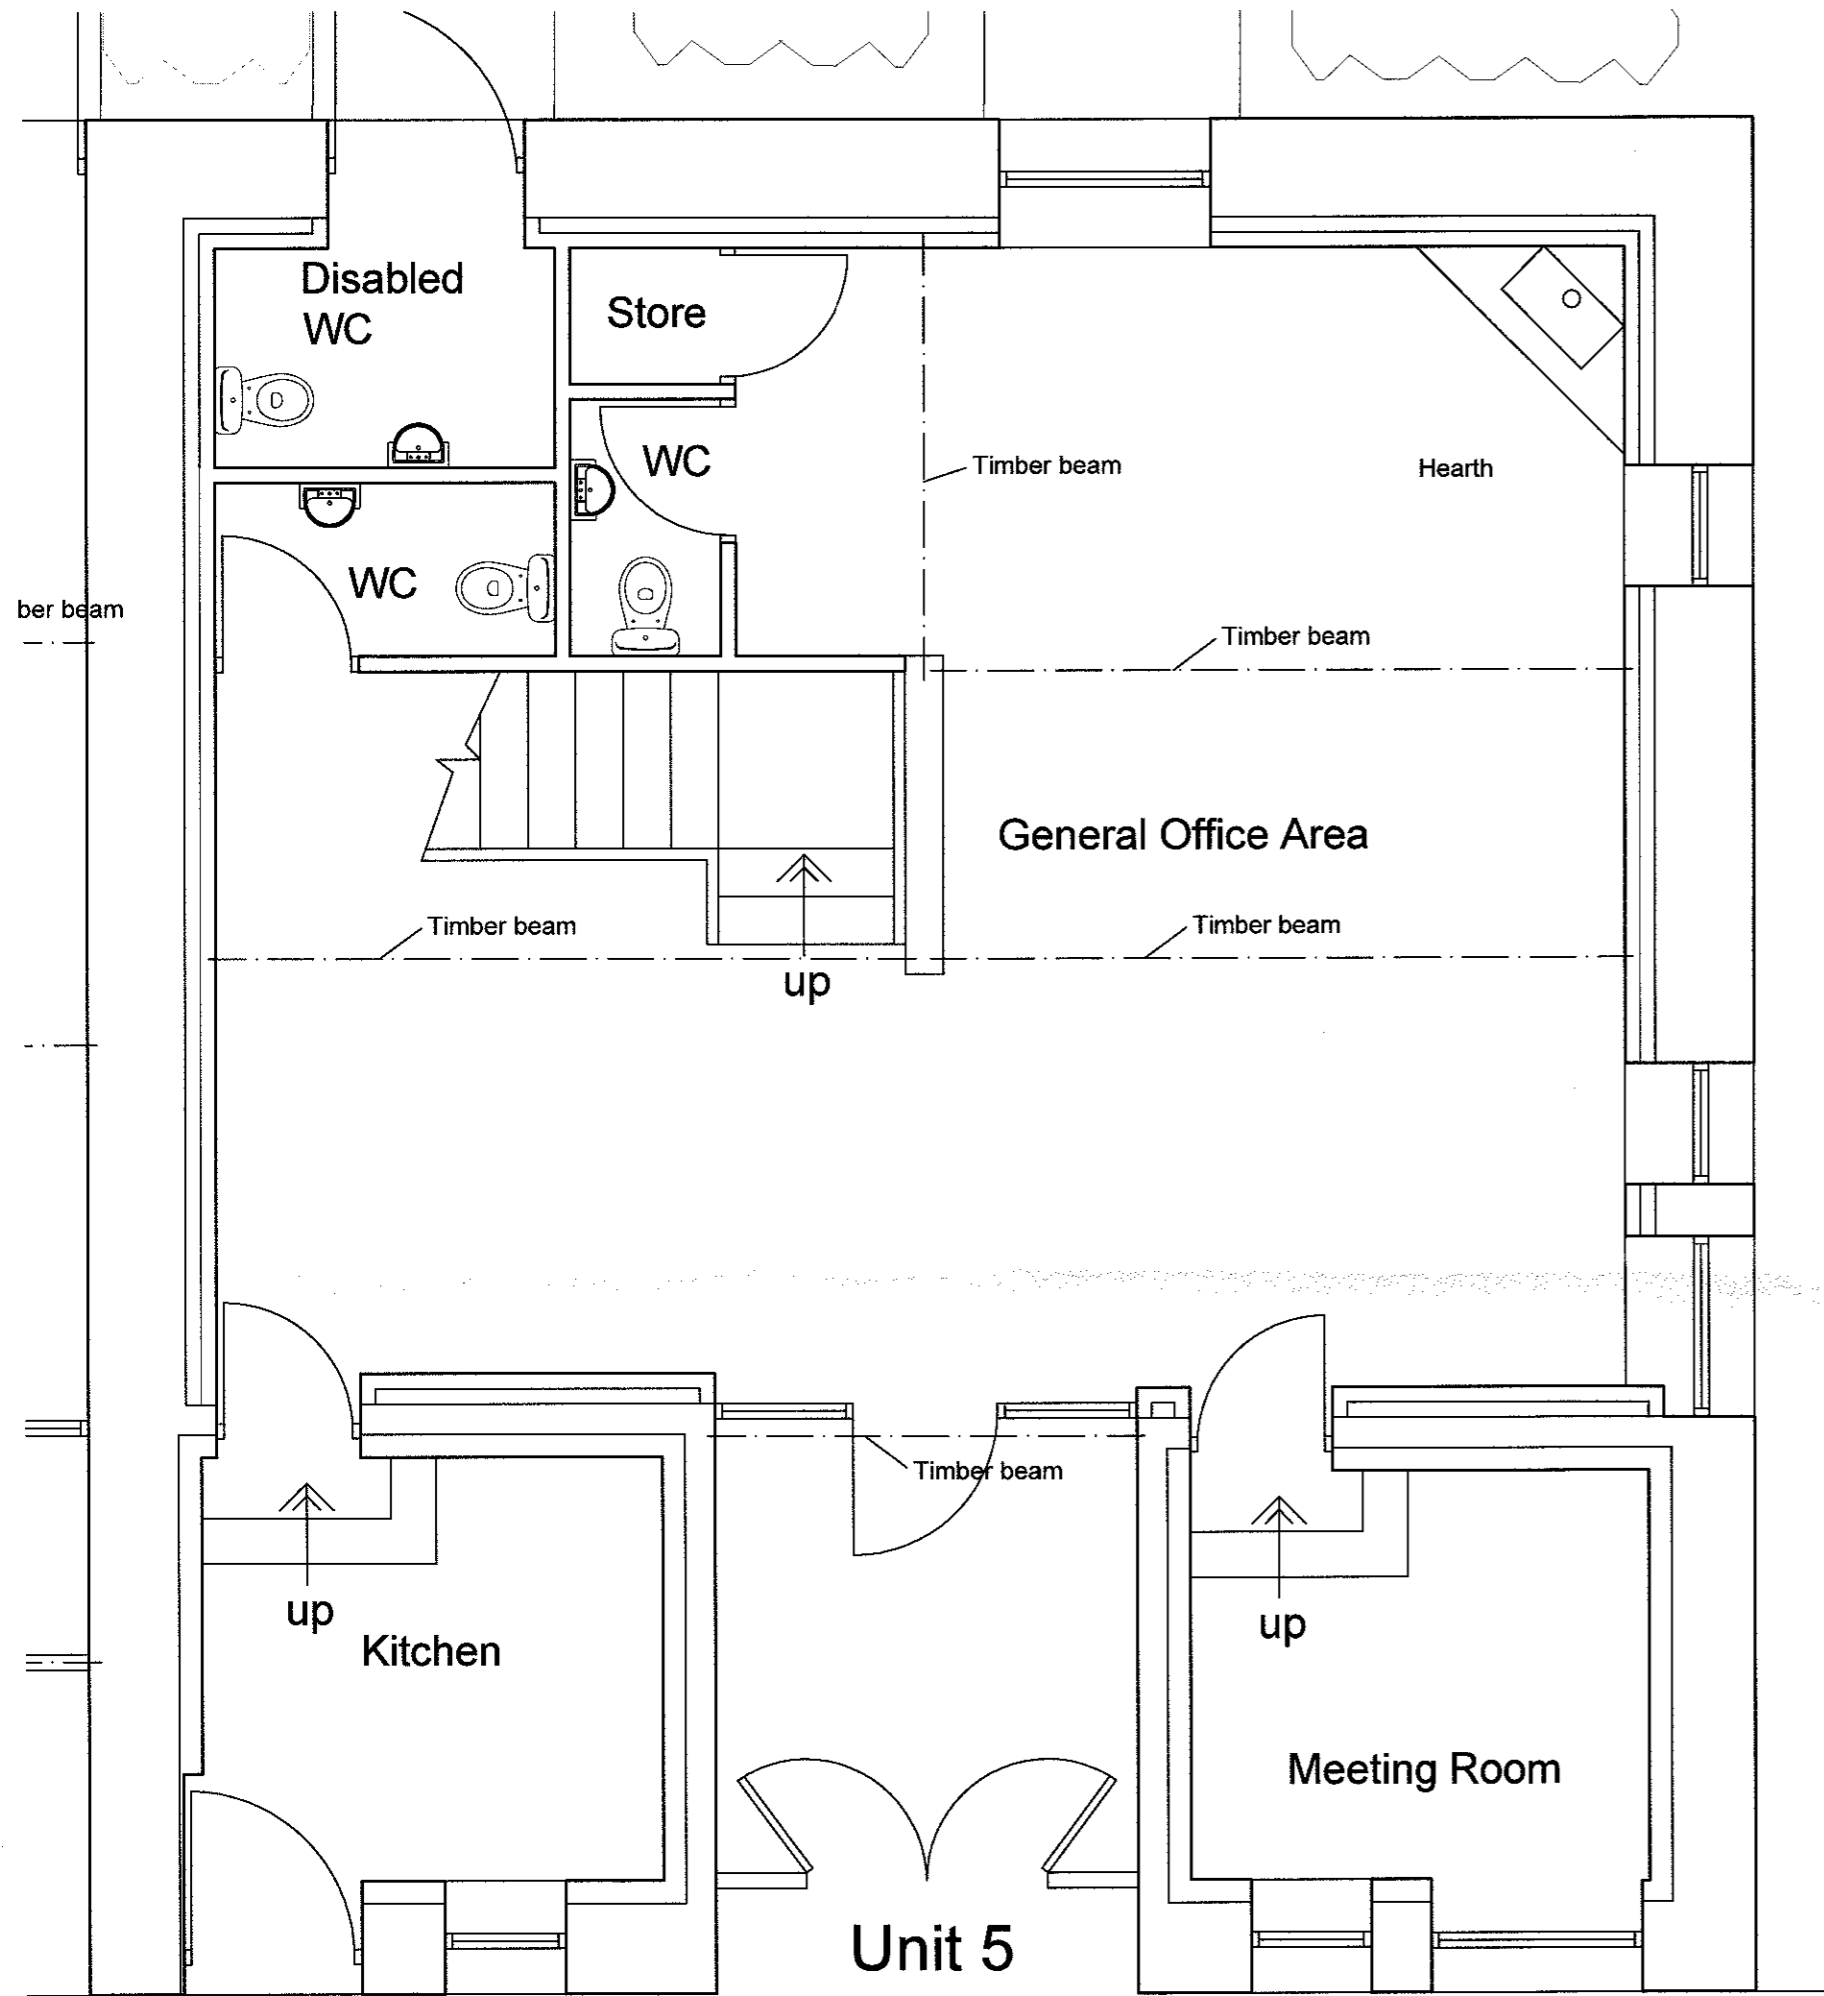 Disabled
WC
Store
WC
Timber beam
Hearth
WC
ber beam
Timber beam
General Office Area
Timber beam
Timber beam
up
Timber beam
up
up
Kitchen
Meeting Room
Unit 5